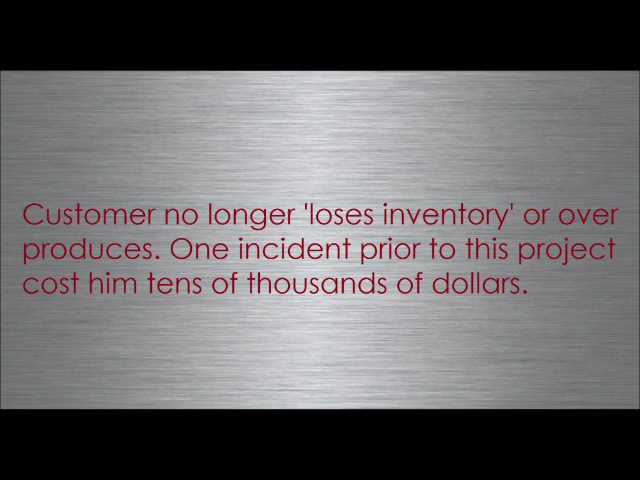 Customer no longer 'loses inventory' or over
produces. One incident prior to this project
cost him tens of thousands of dollars.